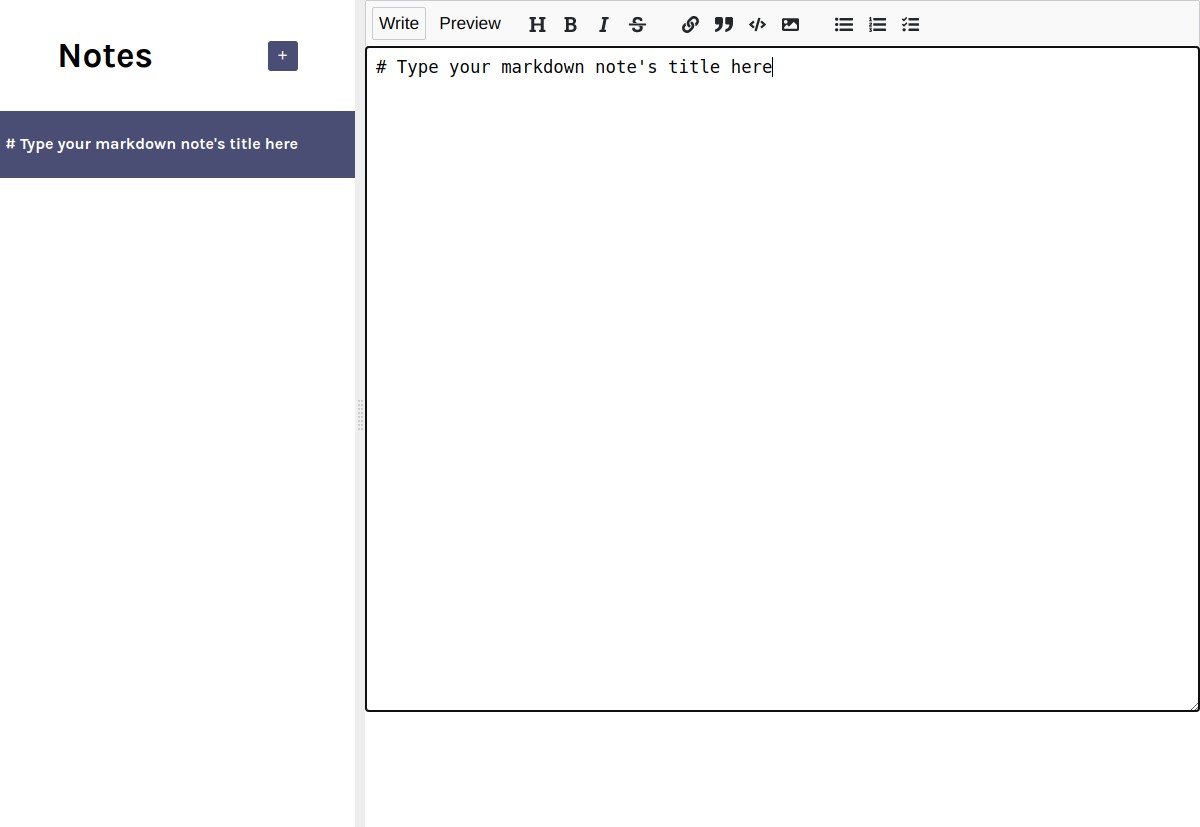 Notes
+
# Type your markdown note's title here
Write Preview
# Type your markdown note's title here